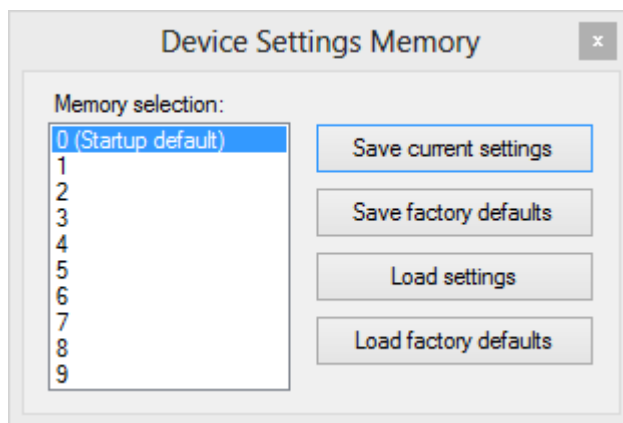 Device Settings Memory
x
Memory selection:
0 (Startup default)
1
2
3
4
5
6
7
8
9
Save current settings
Save factory defaults
Load settings
Load factory defaults